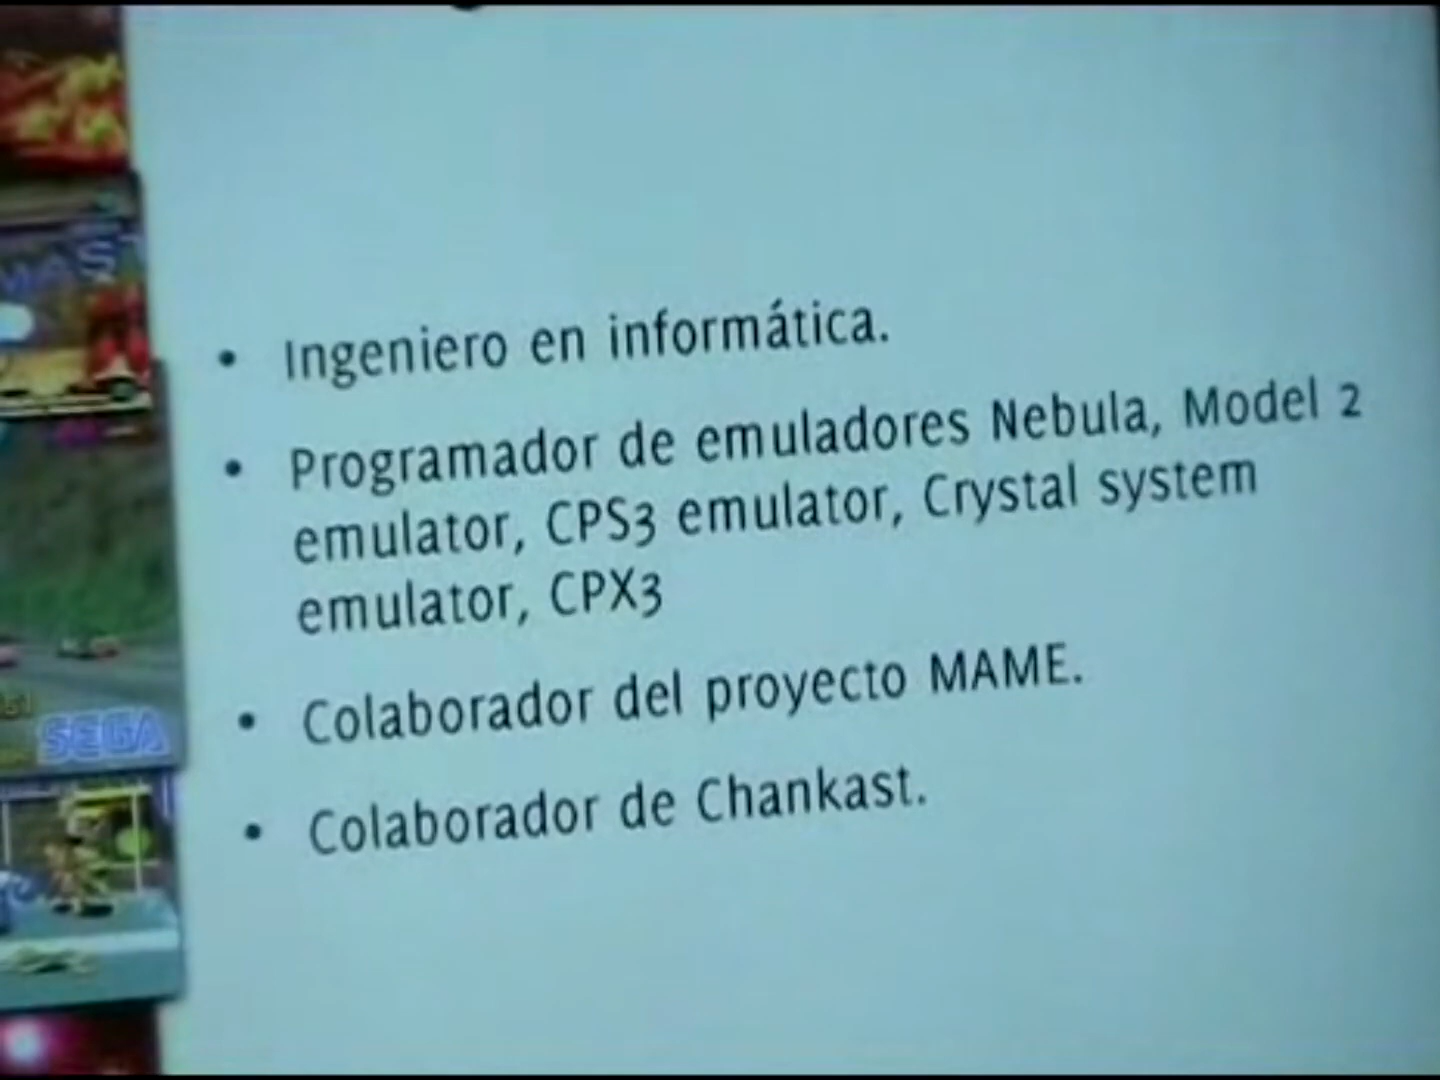 • Ingeniero en informática.
• Programador de emuladores Nebula, Model 2
emulator, CPS3 emulator, Crystal system
emulator, CPX3
• Colaborador del proyecto MAME.
• Colaborador de Chankast.
SEGA